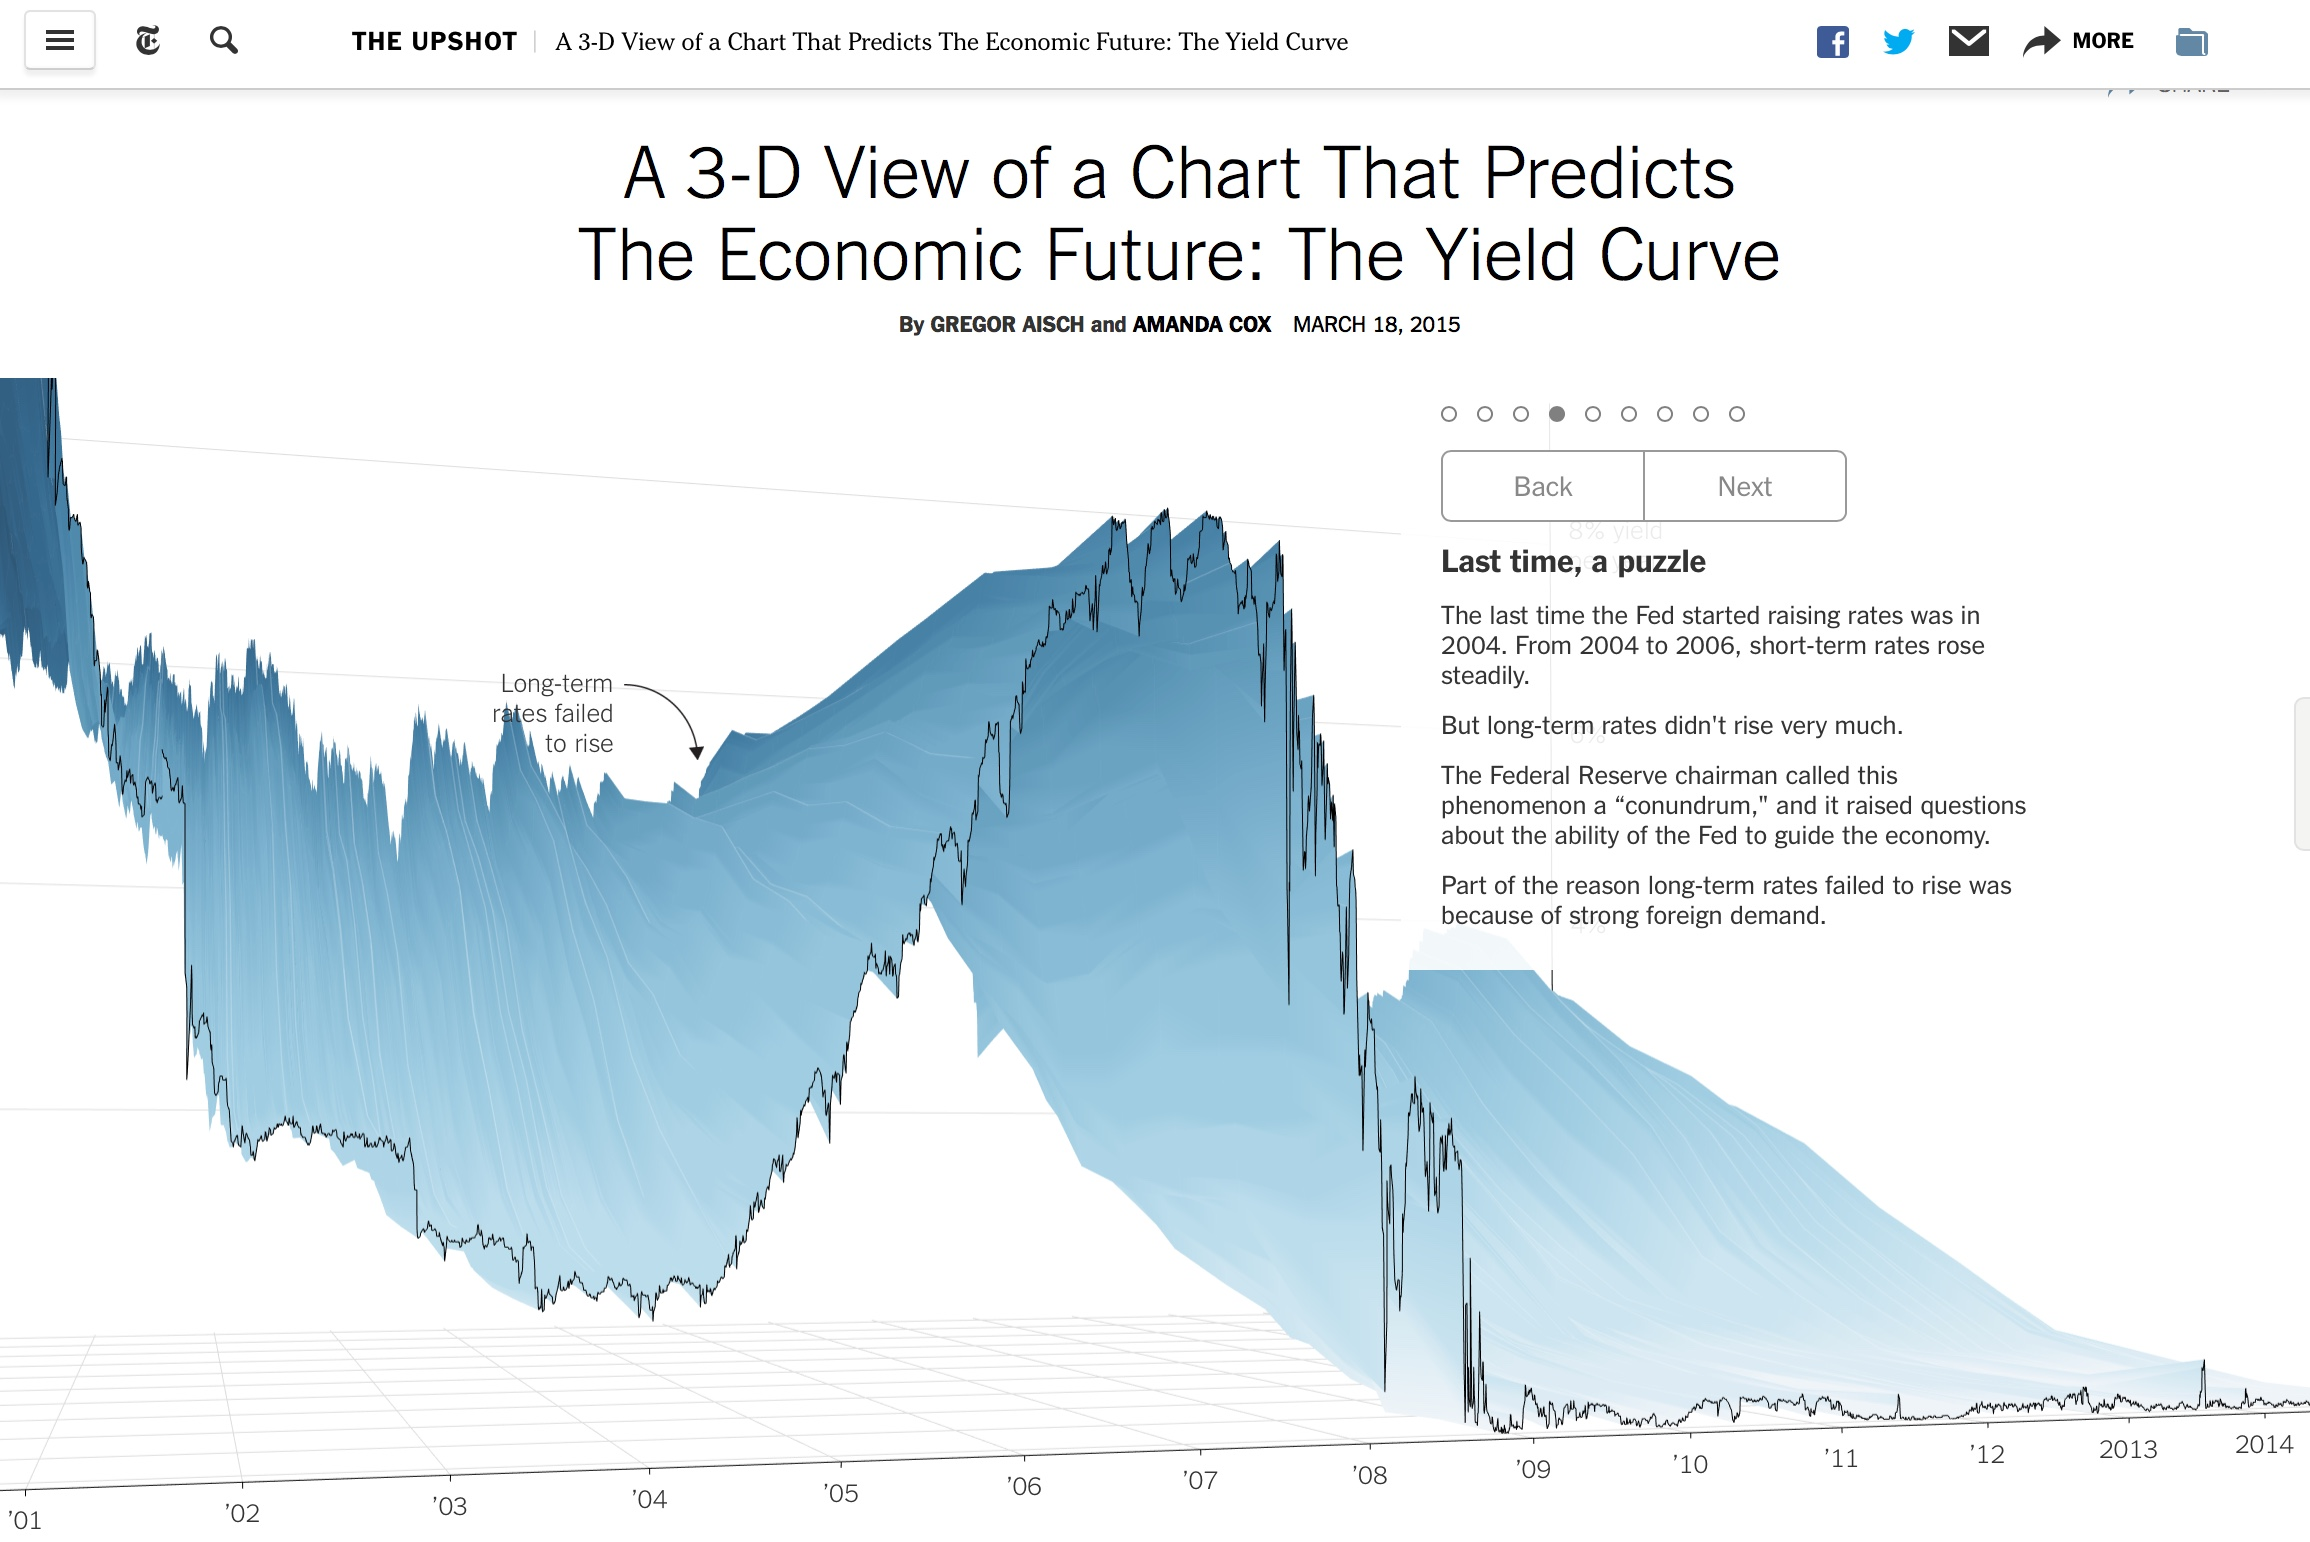 THE UPSHOT | A 3-D View of a Chart That Predicts The Economic Future: The Yield Curve
MORE
SHARE
A 3-D View of a Chart That Predicts
The Economic Future: The Yield Curve
By GREGOR AISCH and AMANDA COX MARCH 18, 2015
Back
Next
8% yield
Last time, a puzzle
The last time the Fed started raising rates was in
2004. From 2004 to 2006, short-term rates rose
steadily.
But long-term rates didn't rise very much.
6%
The Federal Reserve chairman called this
phenomenon a “conundrum," and it raised questions
about the ability of the Fed to guide the economy.
Part of the reason long-term rates failed to rise was
because of strong foreign demand.
4%
Long-term
rates failed
to rise
’01
’02
’03
’04
’05
’06
’07
’08
’09
’10
’11
’12
2013
2014